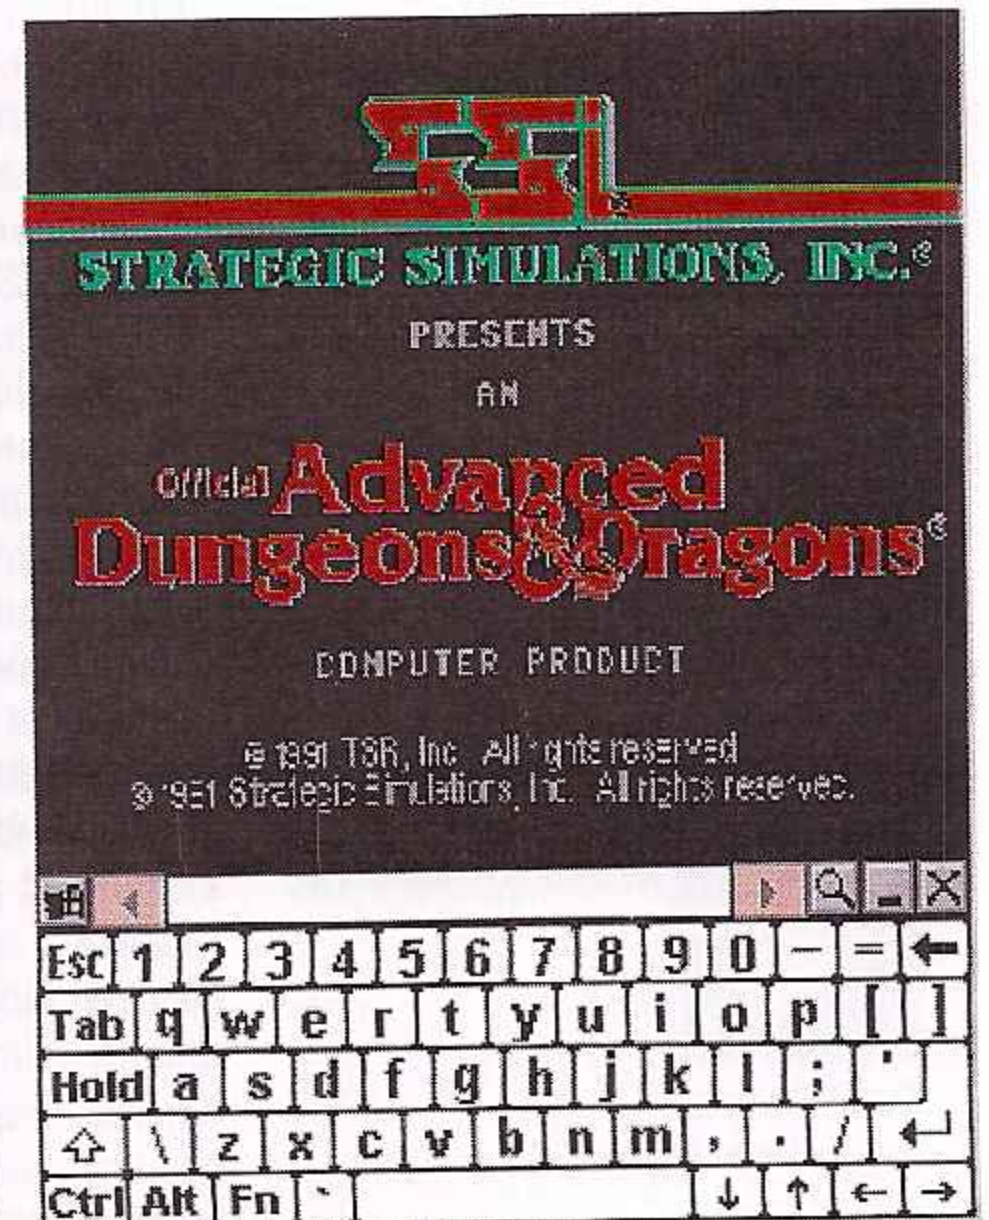 SSI
STRATEGIC SIMULATIONS, INC.
PRESENTS
AN
Official Advanced
Dungeons & Dragons
COMPUTER PRODUCT
© 1991 TSR, Inc. All rights reserved
© 1991 Strategic Simulations, Inc. All rights reserved.
Esc 1 2 3 4 5 6 7 8 9 0 - = ←
Tab q w e r t y u i o p [ ]
Hold a s d f g h j k l ; '
⇧ \ z x c v b n m , . / ↵
Ctrl Alt Fn ` ↓ ↑ ← →